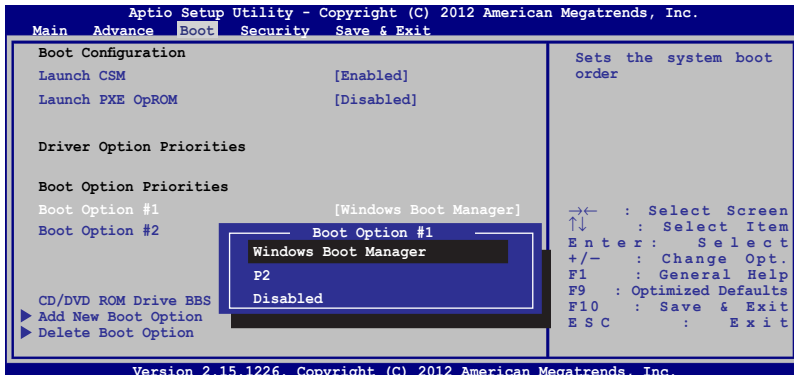 Aptio Setup Utility - Copyright (C) 2012 American Megatrends, Inc.
Main Advance Boot Security Save & Exit
Boot Configuration
Launch CSM [Enabled]
Launch PXE OpROM [Disabled]
Driver Option Priorities
Boot Option Priorities
Boot Option #1 [Windows Boot Manager]
Boot Option #2
Boot Option #1
Windows Boot Manager
P2
Disabled
CD/DVD ROM Drive BBS
Add New Boot Option
Delete Boot Option
Sets the system boot
order
→← : Select Screen
↑↓ : Select Item
Enter: Select
+/— : Change Opt.
F1 : General Help
F9 : Optimized Defaults
F10 : Save & Exit
ESC : Exit
Version 2.15.1226. Copyright (C) 2012 American Megatrends, Inc.